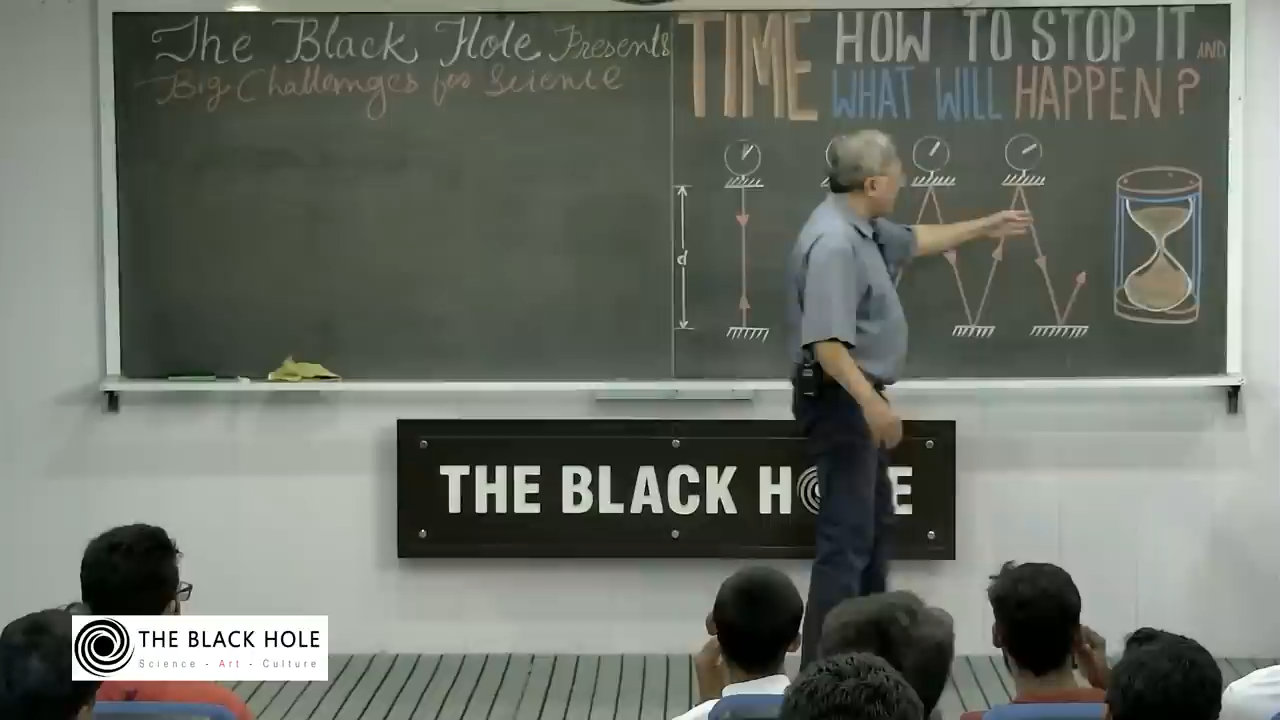 The Black Hole Presents
Big Challemges for Science
TIME HOW TO STOP IT AND
WHAT WILL HAPPEN?
d
THE BLACK HOLE
THE BLACK HOLE
Science - Art - Culture